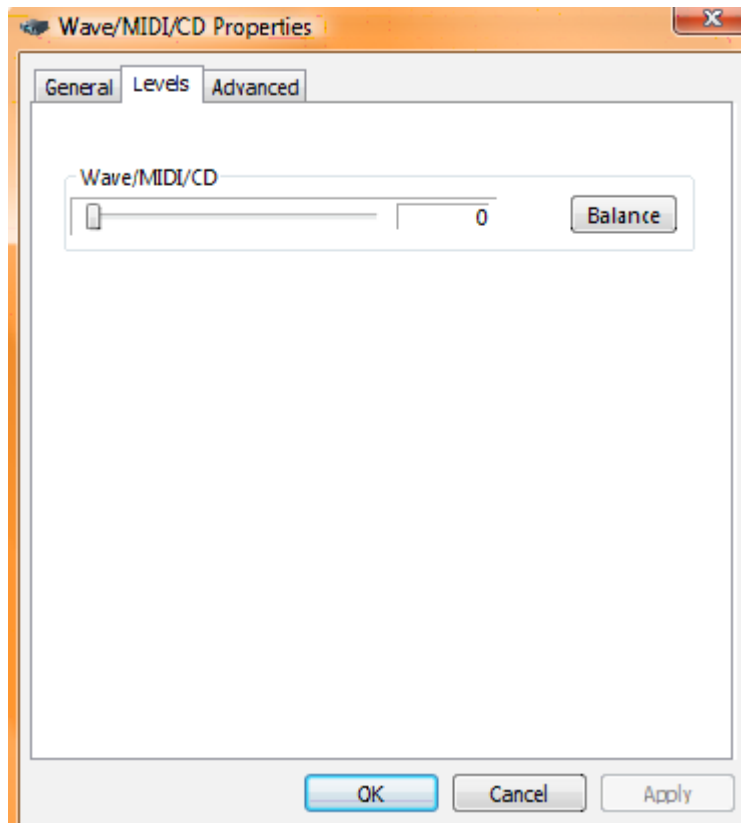 Wave/MIDI/CD Properties
General Levels Advanced
Wave/MIDI/CD
0 Balance
OK Cancel Apply